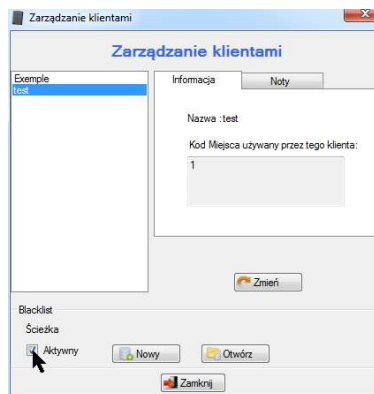 Zarządzanie klientami
Zarządzanie klientami
Exemple
test
Informacja
Noty
Nazwa :test
Kod Miejsca używany przez tego klienta:
1
Zmień
Blacklist
Ścieżka
Aktywny
Nowy
Otwórz
Zamknij